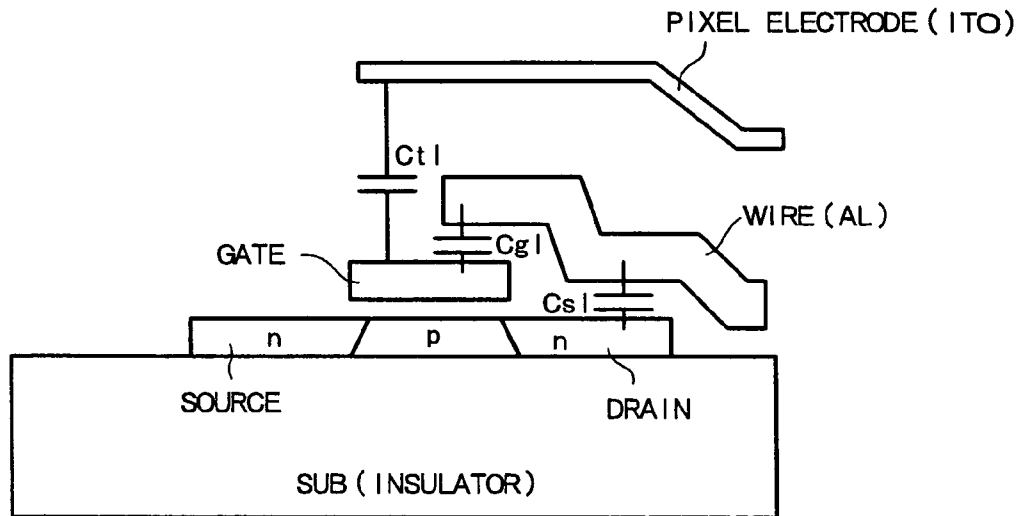 PIXEL ELECTRODE(ITO)
Ctl
WIRE(AL)
GATE
Cgl
Csl
n
p
n
SOURCE
DRAIN
SUB(INSULATOR)